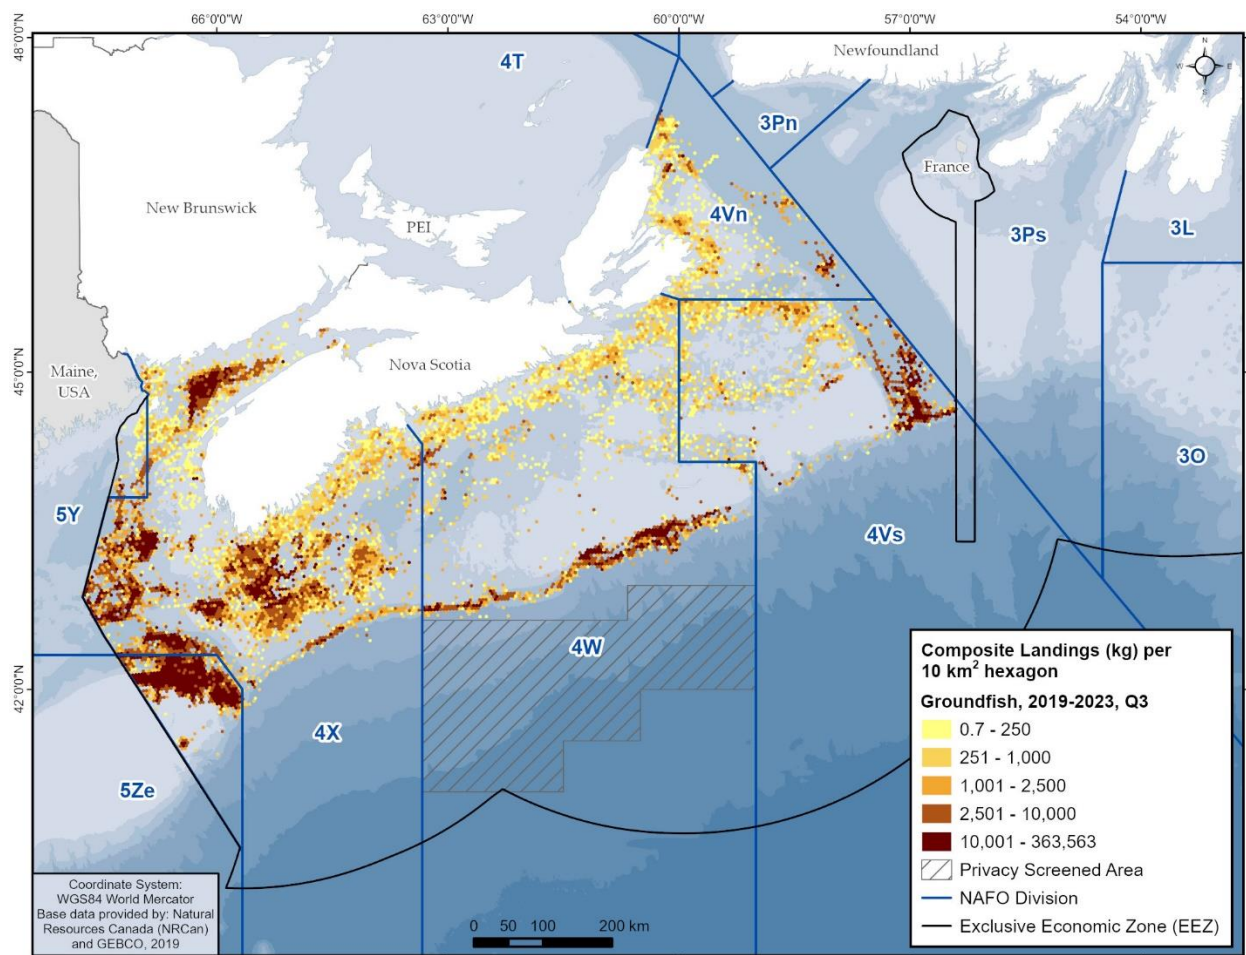 66°0'0"W 63°0'0"W 60°0'0"W 57°0'0"W 54°0'0"W
48°0'0"N
45°0'0"N
42°0'0"N
N
W E
S
4T
Newfoundland
3Pn
France
New Brunswick
PEI
4Vn
3Ps
3L
Maine,
USA
Nova Scotia
3O
5Y
4Vs
4W
4X
5Ze
Composite Landings (kg) per
10 km² hexagon
Groundfish, 2019-2023, Q3
0.7 - 250
251 - 1,000
1,001 - 2,500
2,501 - 10,000
10,001 - 363,563
Privacy Screened Area
NAFO Division
Exclusive Economic Zone (EEZ)
Coordinate System:
WGS84 World Mercator
Base data provided by: Natural
Resources Canada (NRCan)
and GEBCO, 2019
0 50 100 200 km